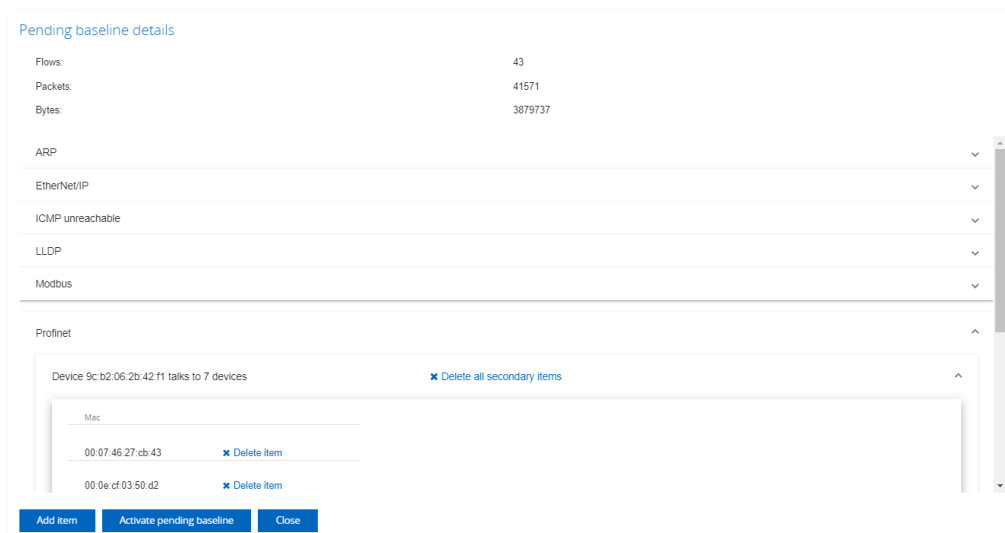 Pending baseline details
Flows: 43
Packets: 41571
Bytes: 3879737
ARP
EtherNet/IP
ICMP unreachable
LLDP
Modbus
Profinet
Device 9c:b2:06:2b:42:f1 talks to 7 devices ✖ Delete all secondary items
Mac
00:07:46:27:cb:43 ✖ Delete item
00:0e:cf:03:50:d2 ✖ Delete item
Add item Activate pending baseline Close